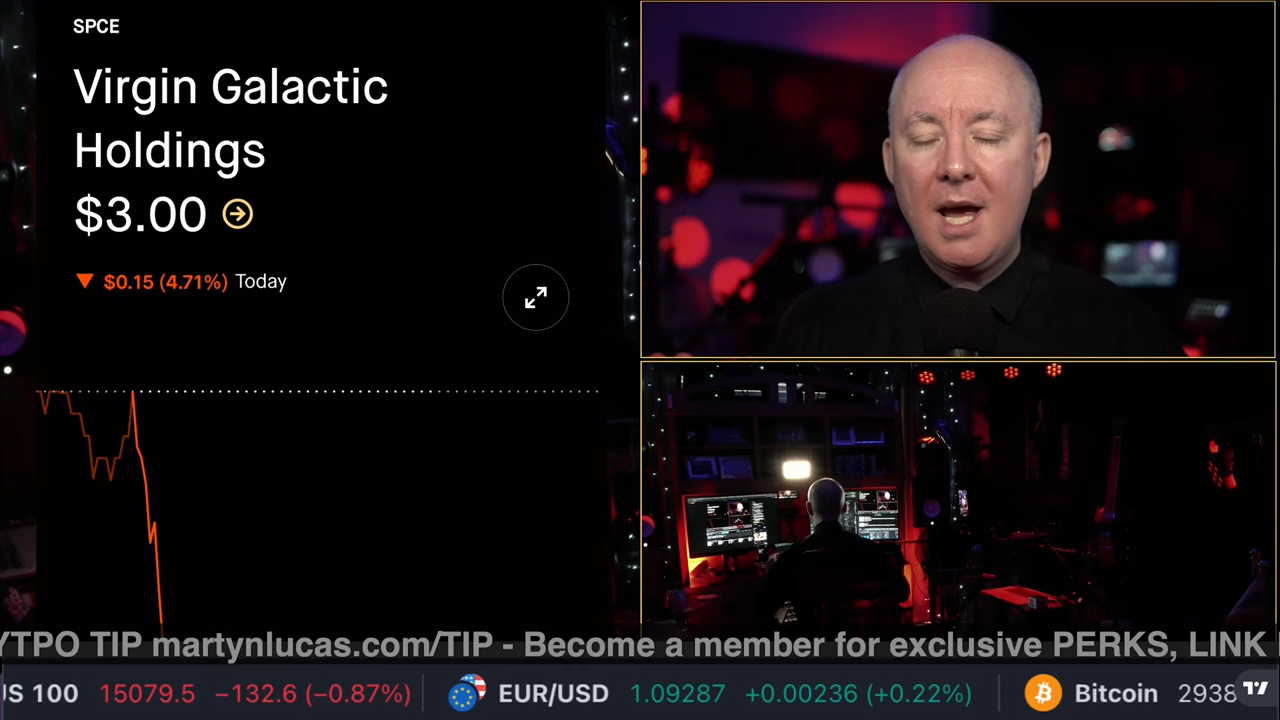 SPCE
Virgin Galactic
Holdings
$3.00
$0.15 (4.71%) Today
YTPO TIP martynlucas.com/TIP - Become a member for exclusive PERKS, LINK
US 100 15079.5 −132.6 (−0.87%) EUR/USD 1.09287 +0.00236 (+0.22%) Bitcoin 2938